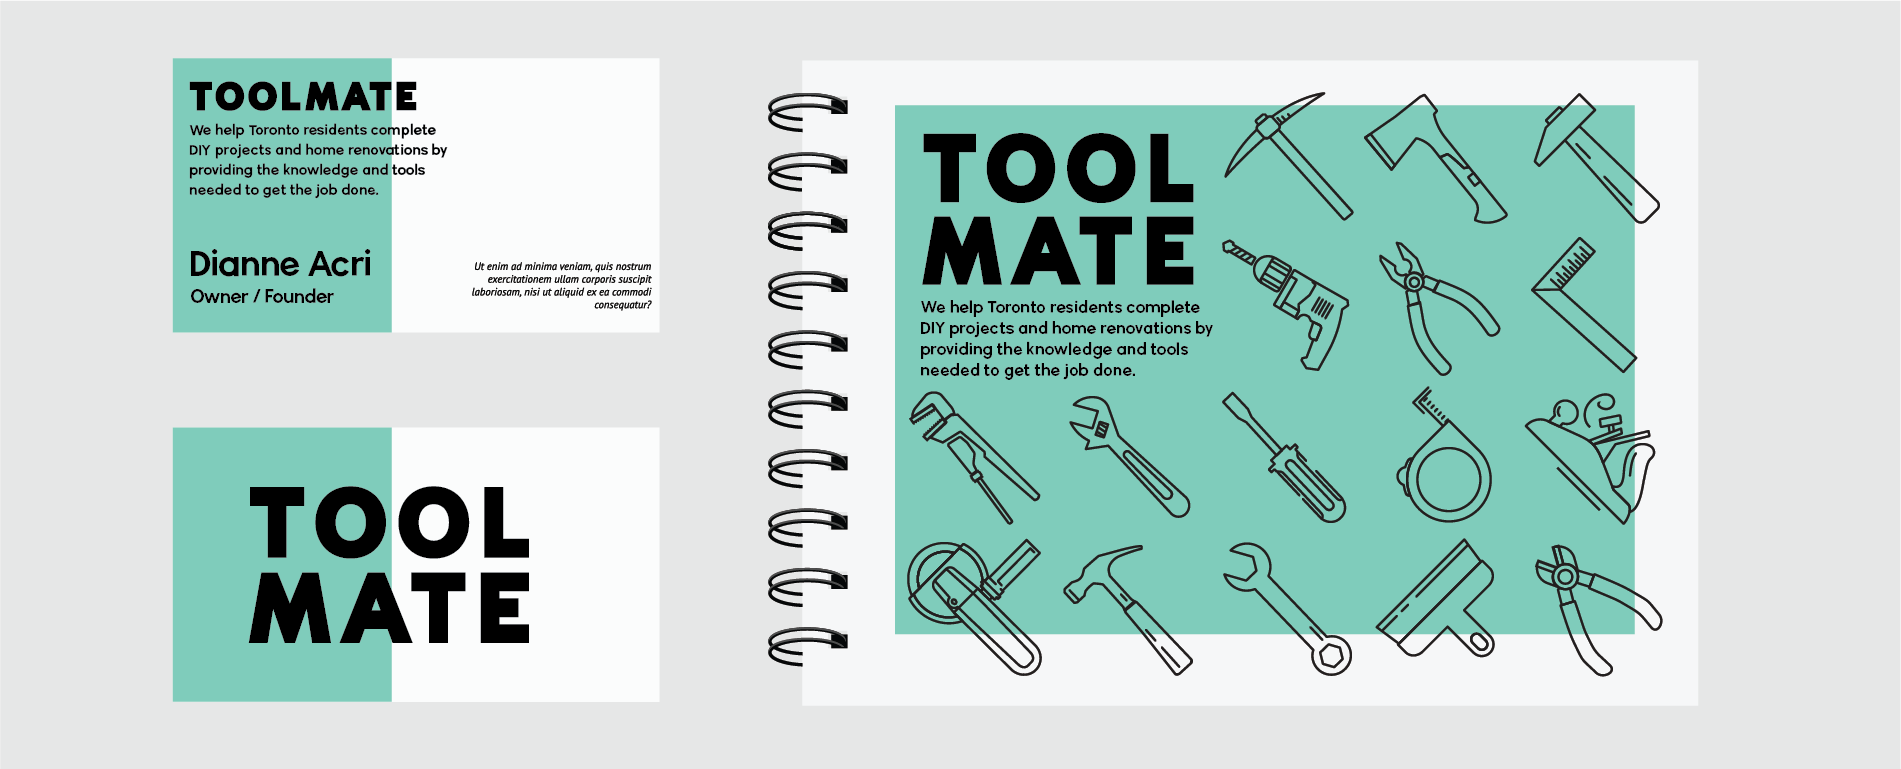 TOOLMATE
We help Toronto residents complete
DIY projects and home renovations by
providing the knowledge and tools
needed to get the job done.
Dianne Acri
Owner / Founder
Ut enim ad minima veniam, quis nostrum
exercitationem ullam corporis suscipit
laboriosam, nisi ut aliquid ex ea commodi
consequatur?
TOOL
MATE
TOOL
MATE
We help Toronto residents complete
DIY projects and home renovations by
providing the knowledge and tools
needed to get the job done.